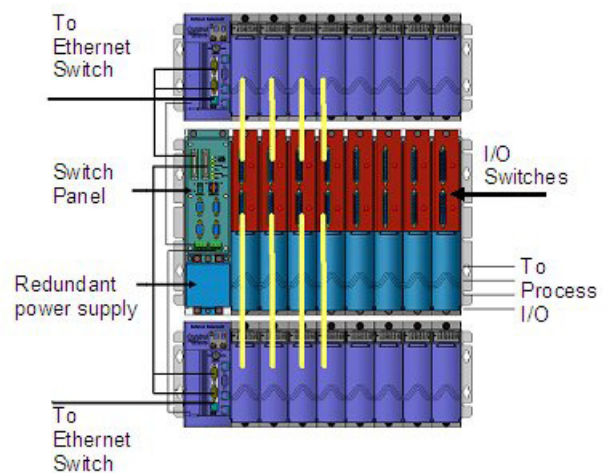 To
Ethernet
Switch
Switch
Panel
I/O
Switches
Redundant
power supply
To
Process
I/O
To
Ethernet
Switch